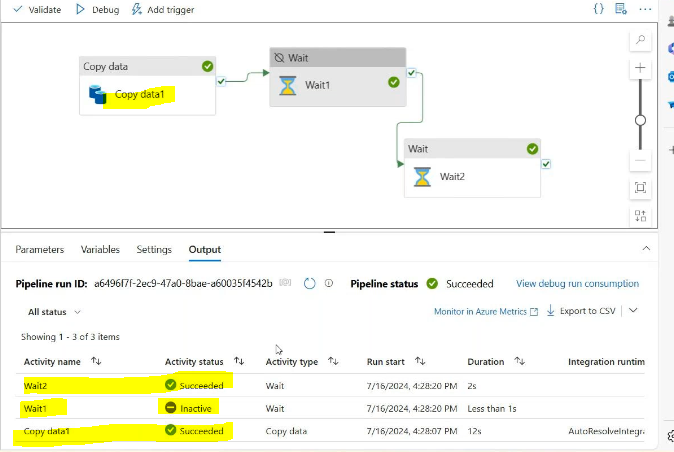 Validate Debug Add trigger {}
Copy data
Copy data1
Wait
Wait1
Wait
Wait2
Parameters Variables Settings Output
Pipeline run ID: a6496f7f-2ec9-47a0-8bae-a60035f4542b Pipeline status Succeeded View debug run consumption
All status Monitor in Azure Metrics Export to CSV
Showing 1 - 3 of 3 items
Activity name Activity status Activity type Run start Duration Integration runtim
Wait2 Succeeded Wait 7/16/2024, 4:28:20 PM 2s
Wait1 Inactive Wait 7/16/2024, 4:28:20 PM Less than 1s
Copy data1 Succeeded Copy data 7/16/2024, 4:28:07 PM 12s AutoResolveIntegra